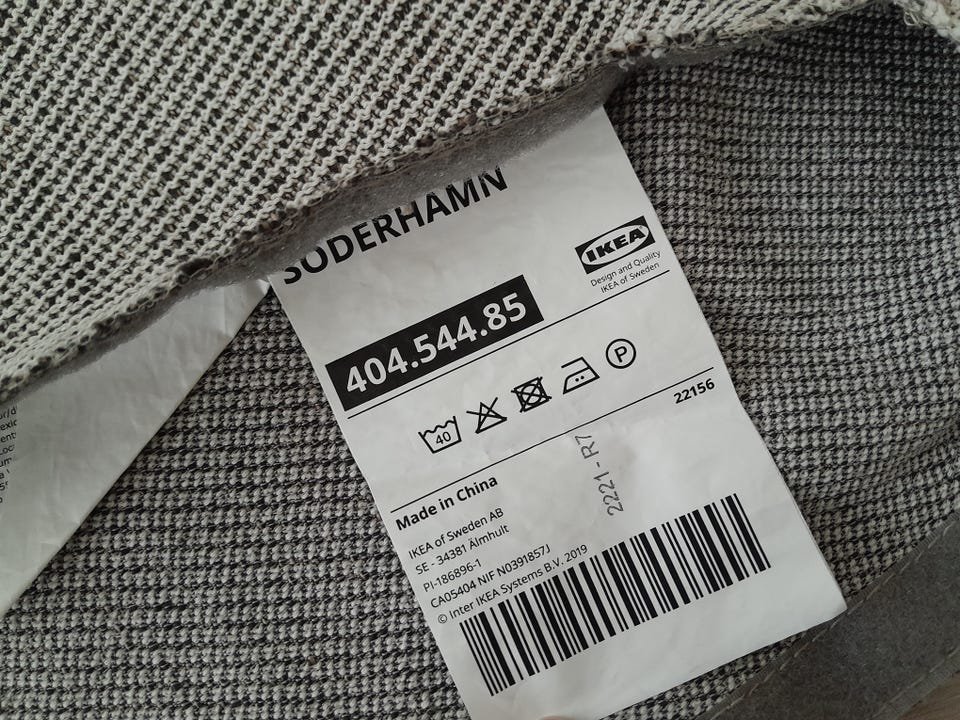 SÖDERHAMN
IKEA
Design and Quality
IKEA of Sweden
404.544.85
40
P
22156
Made in China
2221 - R7
IKEA of Sweden AB
SE - 34381 Älmhult
PI-186896-1
CA05404 NIF N0391857J
© Inter IKEA Systems B.V. 2019